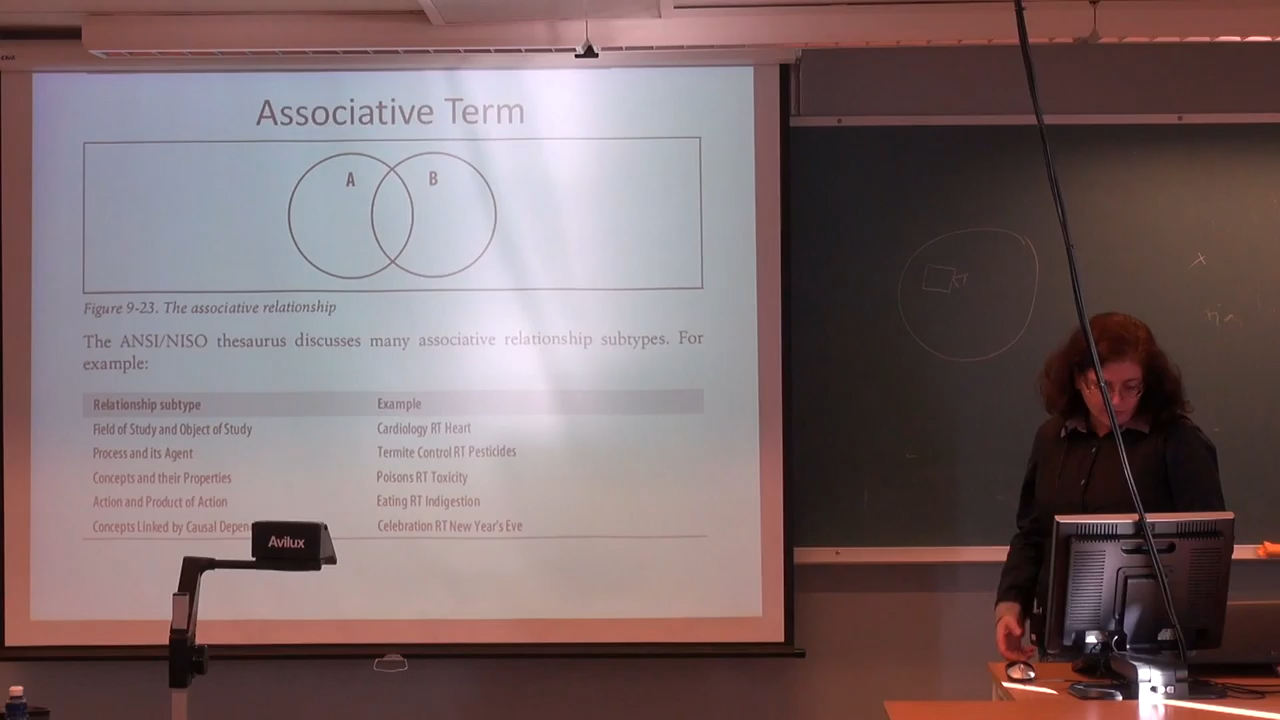 Associative Term
A B
Figure 9-23. The associative relationship
The ANSI/NISO thesaurus discusses many associative relationship subtypes. For
example:
Relationship subtype Example
Field of Study and Object of Study Cardiology RT Heart
Process and its Agent Termite Control RT Pesticides
Concepts and their Properties Poisons RT Toxicity
Action and Product of Action Eating RT Indigestion
Concepts Linked by Causal Depen Celebration RT New Year's Eve
Avilux